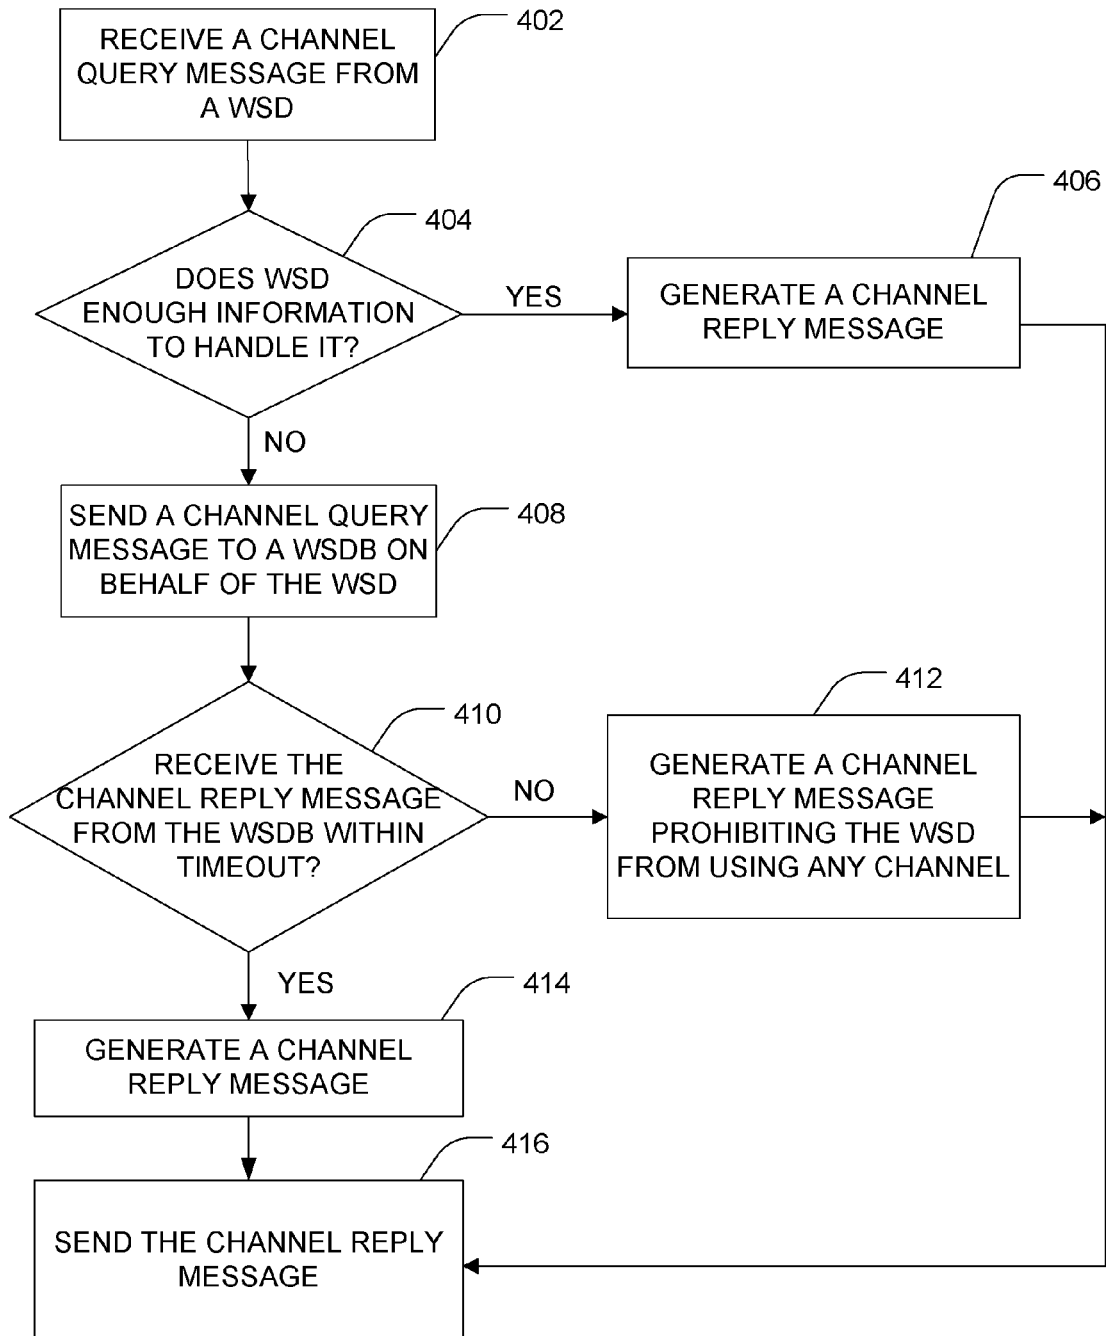 RECEIVE A CHANNEL
QUERY MESSAGE FROM
A WSD
402
404
DOES WSD
ENOUGH INFORMATION
TO HANDLE IT?
YES
406
GENERATE A CHANNEL
REPLY MESSAGE
NO
SEND A CHANNEL QUERY
MESSAGE TO A WSDB ON
BEHALF OF THE WSD
408
410
RECEIVE THE
CHANNEL REPLY MESSAGE
FROM THE WSDB WITHIN
TIMEOUT?
NO
412
GENERATE A CHANNEL
REPLY MESSAGE
PROHIBITING THE WSD
FROM USING ANY CHANNEL
YES
414
GENERATE A CHANNEL
REPLY MESSAGE
416
SEND THE CHANNEL REPLY
MESSAGE